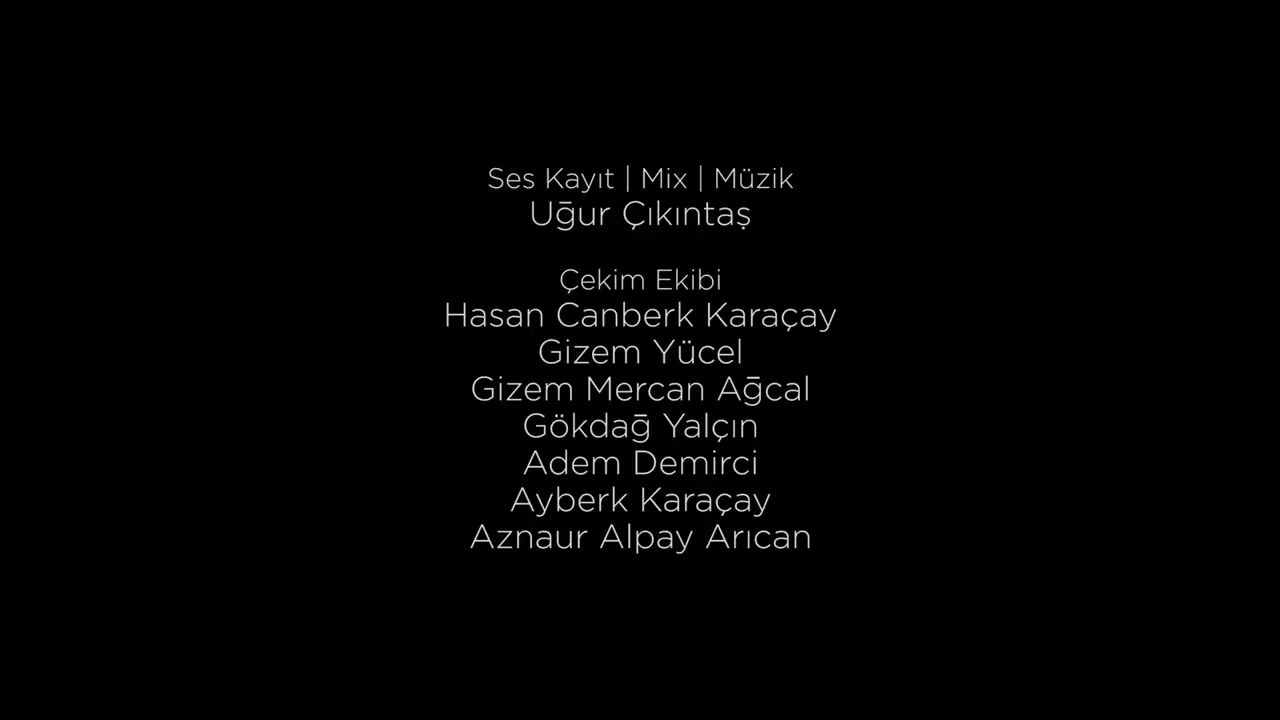 Ses Kayıt | Mix | Müzik
Uğur Çıkıntaş
Çekim Ekibi
Hasan Canberk Karaçay
Gizem Yücel
Gizem Mercan Ağcal
Gökdağ Yalçın
Adem Demirci
Ayberk Karaçay
Aznaur Alpay Arıcan